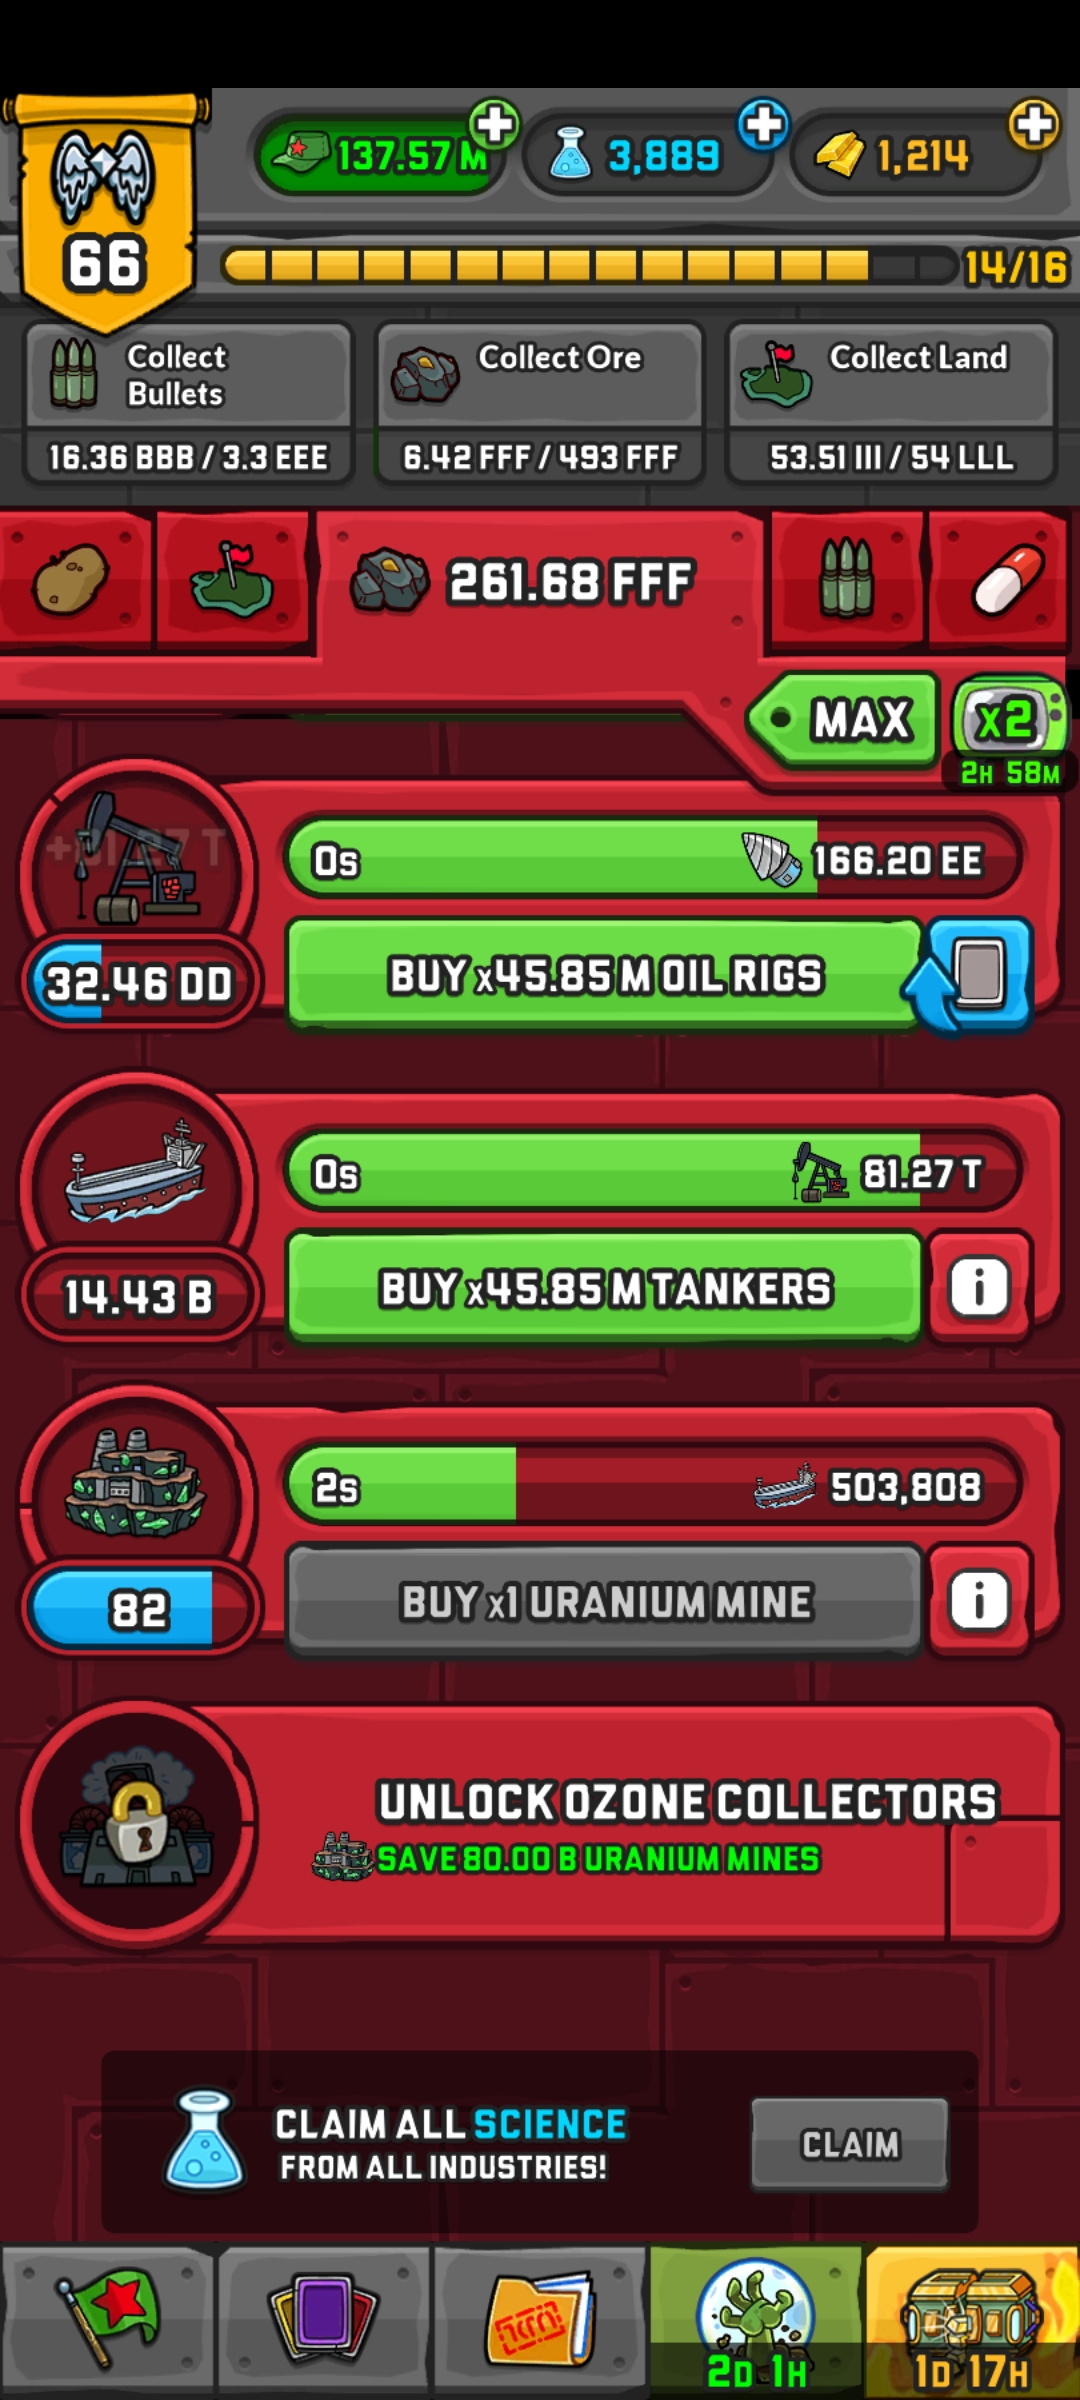 137.57 M
3,889
1,214
66
14/16
Collect
Bullets
16.36 BBB / 3.3 EEE
Collect Ore
6.42 FFF / 493 FFF
Collect Land
53.51 III / 54 LLL
261.68 FFF
MAX
x2
2H 58M
+81.27 T
0s
166.20 EE
32.46 DD
BUY x45.85 M OIL RIGS
0s
81.27 T
14.43 B
BUY x45.85 M TANKERS
i
2s
503,808
82
BUY x1 URANIUM MINE
i
UNLOCK OZONE COLLECTORS
SAVE 80.00 B URANIUM MINES
CLAIM ALL SCIENCE
FROM ALL INDUSTRIES!
CLAIM
2D 1H
1D 17H